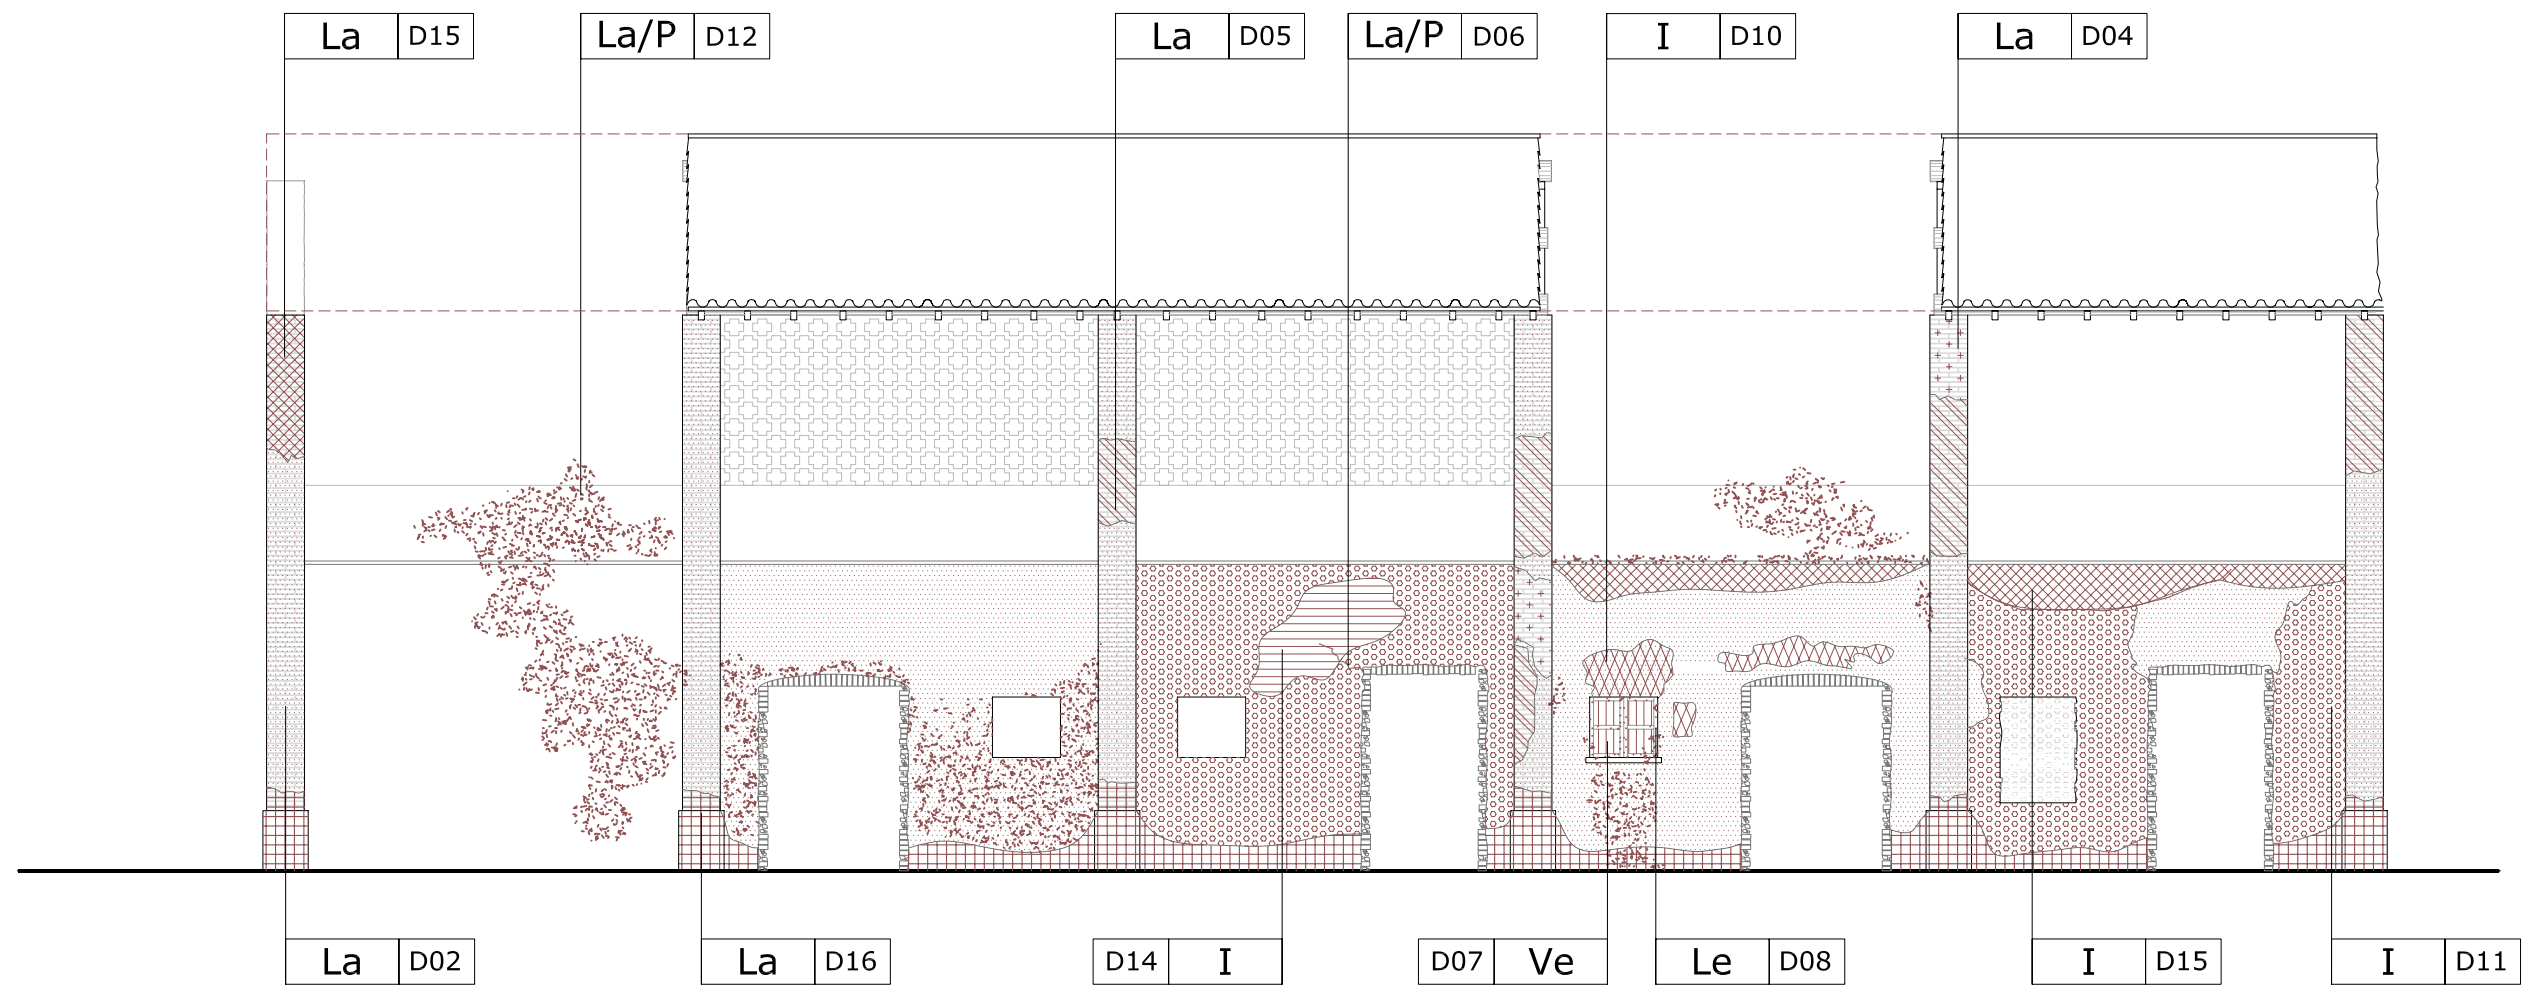 La D15 La/P D12 La D05 La/P D06 I D10 La D04
La D02 La D16 D14 I D07 Ve Le D08 I D15 I D11